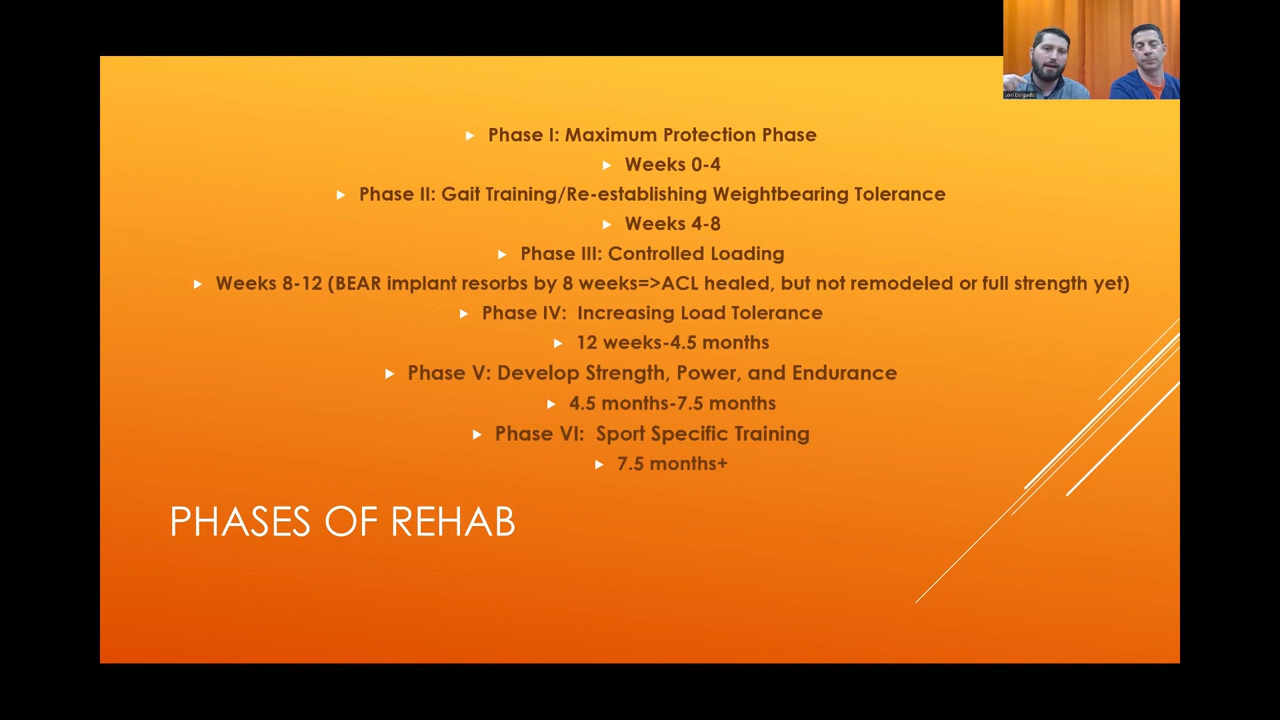 Phase I: Maximum Protection Phase
Weeks 0-4
Phase II: Gait Training/Re-establishing Weightbearing Tolerance
Weeks 4-8
Phase III: Controlled Loading
Weeks 8-12 (BEAR implant resorbs by 8 weeks=>ACL healed, but not remodeled or full strength yet)
Phase IV:  Increasing Load Tolerance
12 weeks-4.5 months
Phase V: Develop Strength, Power, and Endurance
4.5 months-7.5 months
Phase VI:  Sport Specific Training
7.5 months+
PHASES OF REHAB